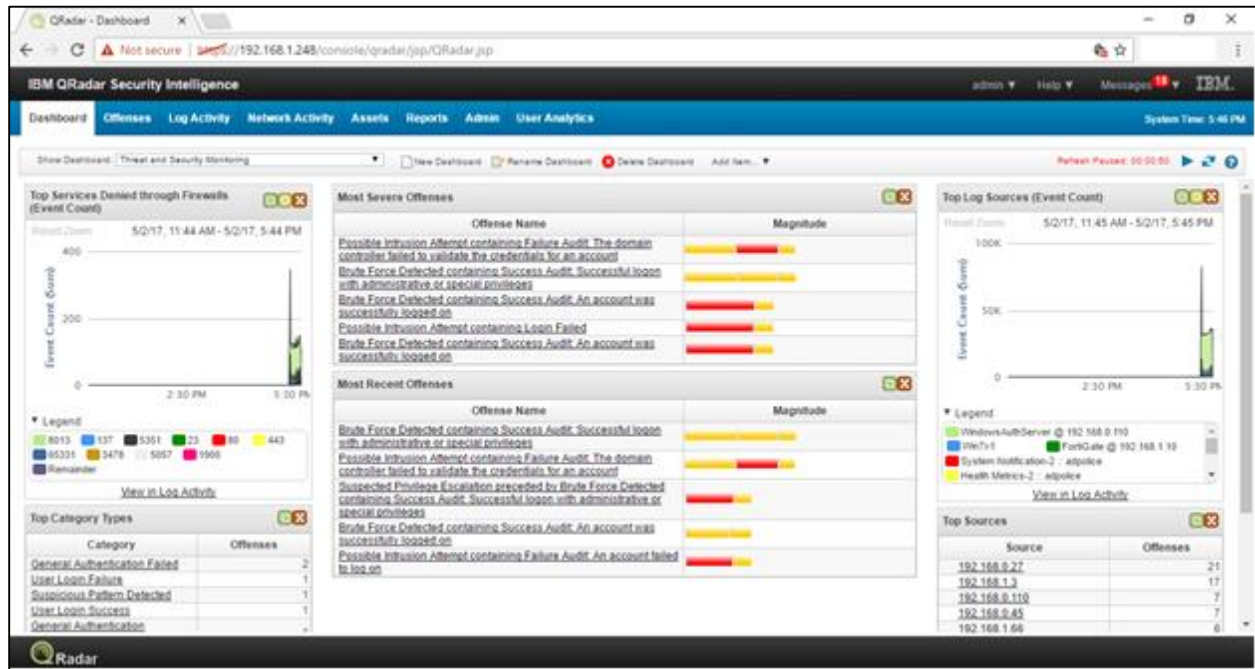 QRadar - Dashboard
Not secure | https://192.168.1.248/console/qradar/jsp/QRadar.jsp
IBM QRadar Security Intelligence
admin Help Messages 18 IBM.
Dashboard Offenses Log Activity Network Activity Assets Reports Admin User Analytics System Time: 5:46 PM
Show Dashboard: Threat and Security Monitoring New Dashboard Rename Dashboard Delete Dashboard Add Item... Refresh Paused: 00:00:50
Top Services Denied through Firewalls
(Event Count)
Reset Zoom 5/2/17, 11:44 AM - 5/2/17, 5:44 PM
400
200
0
Event Count (Sum)
2:30 PM 5:30 PM
Legend
8013 137 5351 23 80 443
65331 3478 5057 1900
Remainder
View in Log Activity
Top Category Types
Category Offenses
General Authentication Failed 2
User Login Failure 1
Suspicious Pattern Detected 1
User Login Success 1
General Authentication
Most Severe Offenses
Offense Name Magnitude
Possible Intrusion Attempt containing Failure Audit: The domain
controller failed to validate the credentials for an account
Brute Force Detected containing Success Audit: Successful logon
with administrative or special privileges
Brute Force Detected containing Success Audit: An account was
successfully logged on
Possible Intrusion Attempt containing Login Failed
Brute Force Detected containing Success Audit: An account was
successfully logged on
Most Recent Offenses
Offense Name Magnitude
Brute Force Detected containing Success Audit: Successful logon
with administrative or special privileges
Possible Intrusion Attempt containing Failure Audit: The domain
controller failed to validate the credentials for an account
Suspected Privilege Escalation preceded by Brute Force Detected
containing Success Audit: Successful logon with administrative or
special privileges
Brute Force Detected containing Success Audit: An account was
successfully logged on
Possible Intrusion Attempt containing Failure Audit: An account failed
to log on
Top Log Sources (Event Count)
Reset Zoom 5/2/17, 11:45 AM - 5/2/17, 5:45 PM
100K
50K
0
Event Count (Sum)
2:30 PM 5:30 PM
Legend
WindowsAuthServer @ 192.168.0.110
Win7v1 FortiGate @ 192.168.1.10
System Notification-2 :: adpolice
Health Metrics-2 :: adpolice
View in Log Activity
Top Sources
Source Offenses
192.168.0.27 21
192.168.1.3 17
192.168.0.110 7
192.168.0.45 7
192.168.1.66 6
QRadar